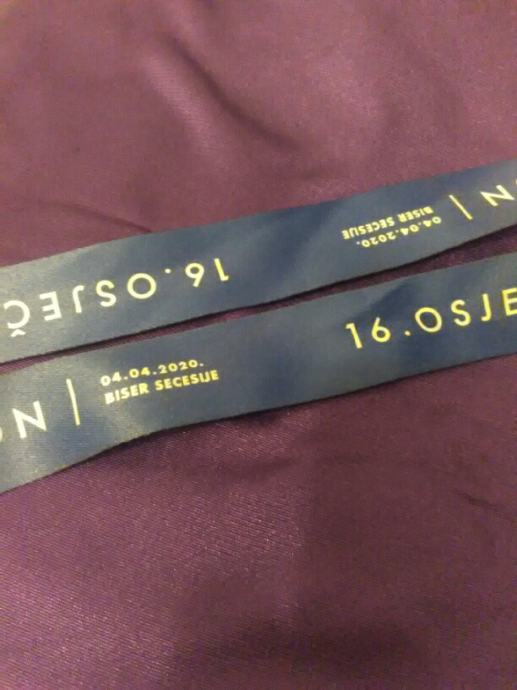 N | 04.04.2020.
BISER SECESIJE
16.OSJEČ
N | 04.04.2020.
BISER SECESIJE
16.OSJE